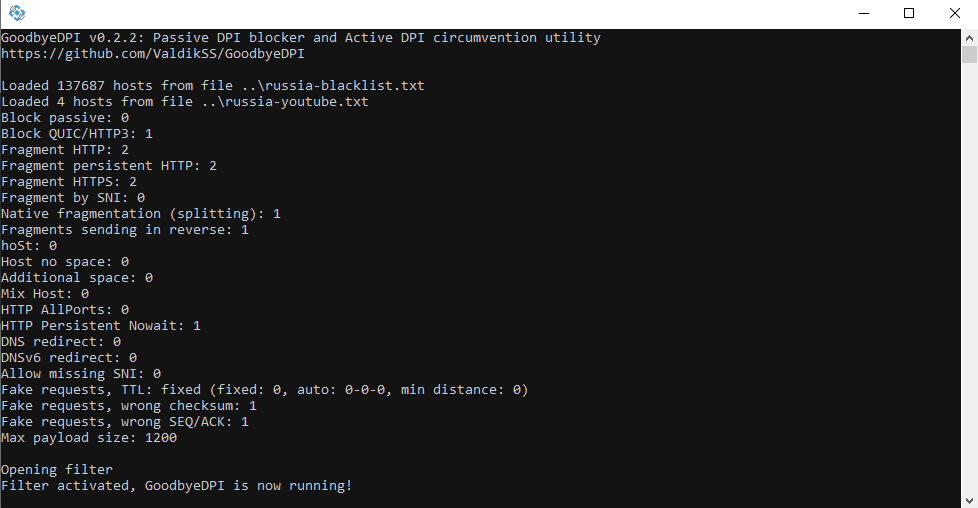 GoodbyeDPI v0.2.2: Passive DPI blocker and Active DPI circumvention utility
https://github.com/ValdikSS/GoodbyeDPI
Loaded 137687 hosts from file ..\russia-blacklist.txt
Loaded 4 hosts from file ..\russia-youtube.txt
Block passive: 0
Block QUIC/HTTP3: 1
Fragment HTTP: 2
Fragment persistent HTTP: 2
Fragment HTTPS: 2
Fragment by SNI: 0
Native fragmentation (splitting): 1
Fragments sending in reverse: 1
hoSt: 0
Host no space: 0
Additional space: 0
Mix Host: 0
HTTP AllPorts: 0
HTTP Persistent Nowait: 1
DNS redirect: 0
DNSv6 redirect: 0
Allow missing SNI: 0
Fake requests, TTL: fixed (fixed: 0, auto: 0-0-0, min distance: 0)
Fake requests, wrong checksum: 1
Fake requests, wrong SEQ/ACK: 1
Max payload size: 1200
Opening filter
Filter activated, GoodbyeDPI is now running!